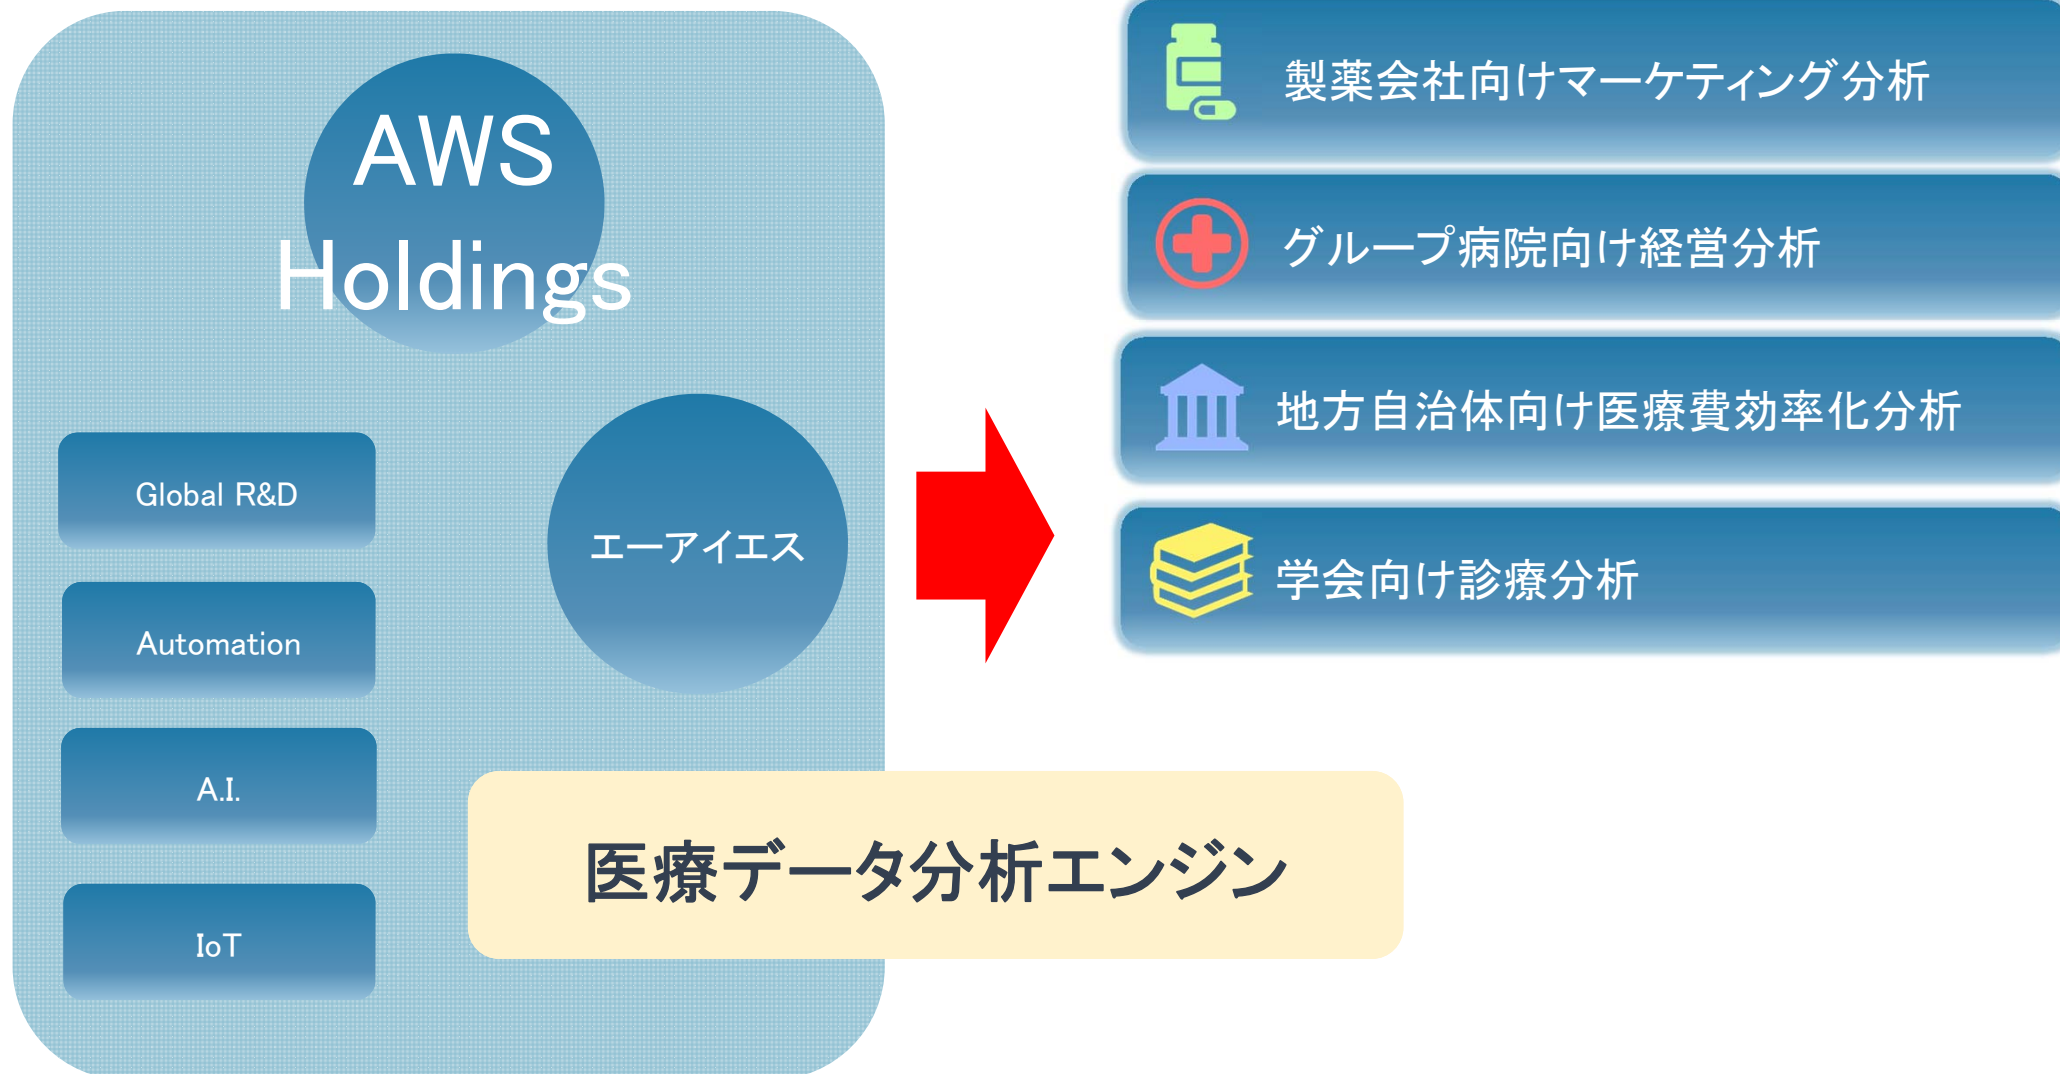 AWS
Holdings
Global R&D
Automation
A.I.
IoT
エーアイエス
医療データ分析エンジン
製薬会社向けマーケティング分析
グループ病院向け経営分析
地方自治体向け医療費効率化分析
学会向け診療分析